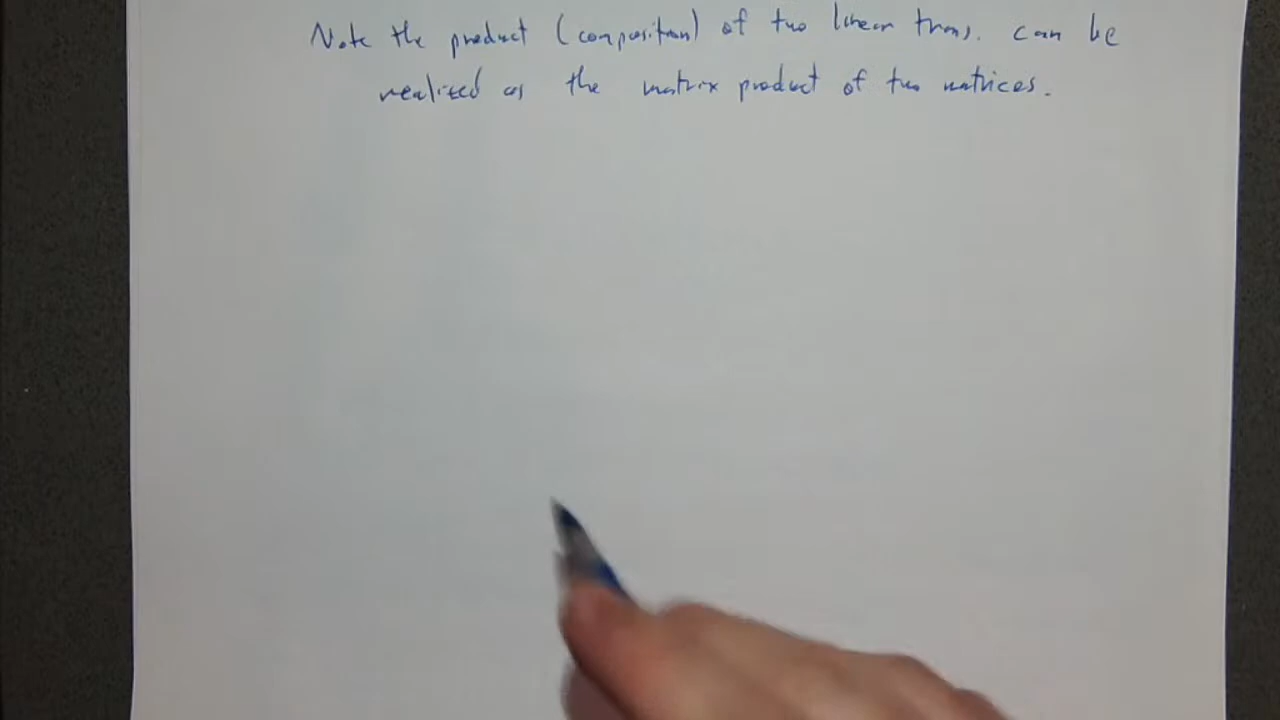 Note the product (composition) of two linear trans. can be
realized as the matrix product of two matrices.